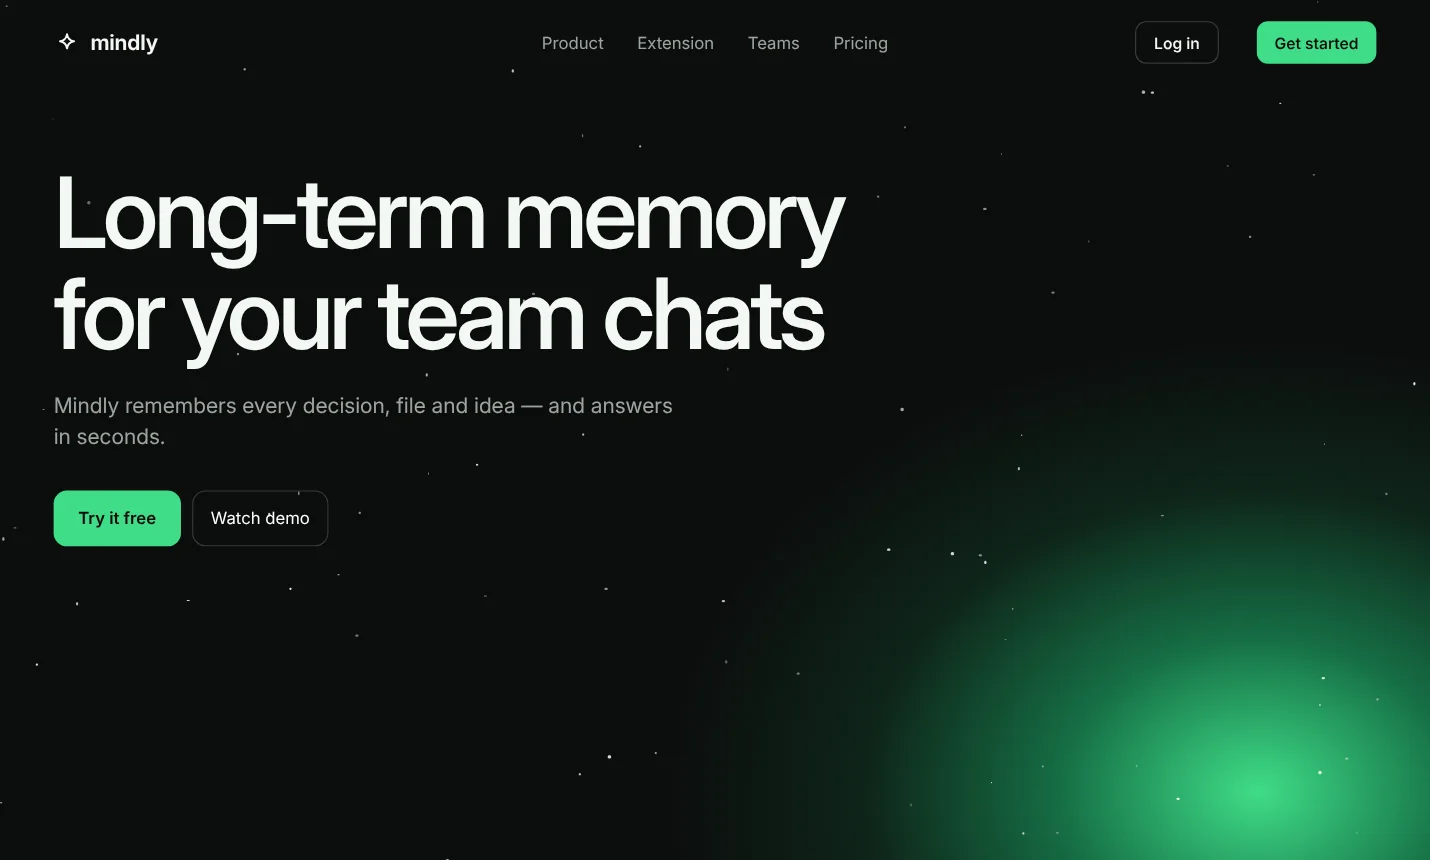 mindly
Product
Extension
Teams
Pricing
Log in
Get started
Long-term memory
for your team chats
Mindly remembers every decision, file and idea — and answers
in seconds.
Try it free
Watch demo